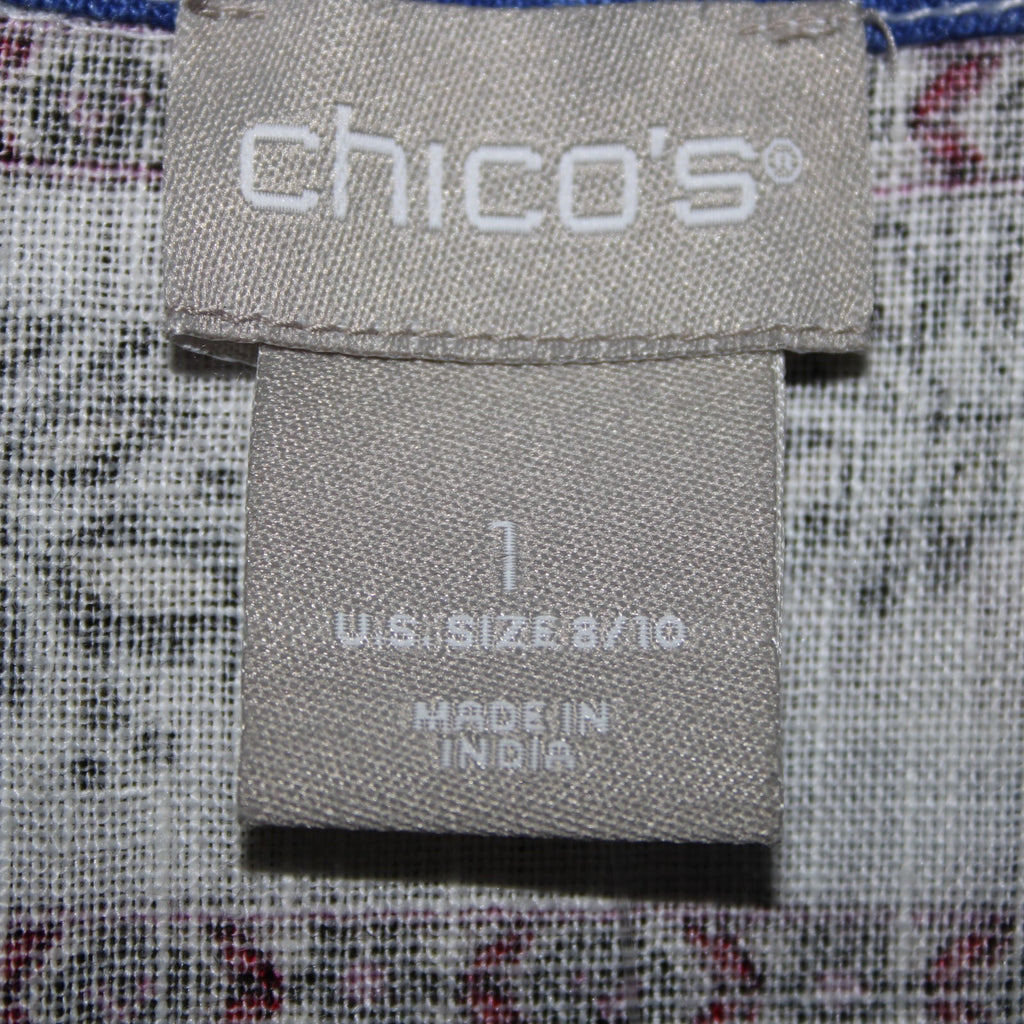 chico's®
1
U.S. SIZE 8/10
MADE IN
INDIA